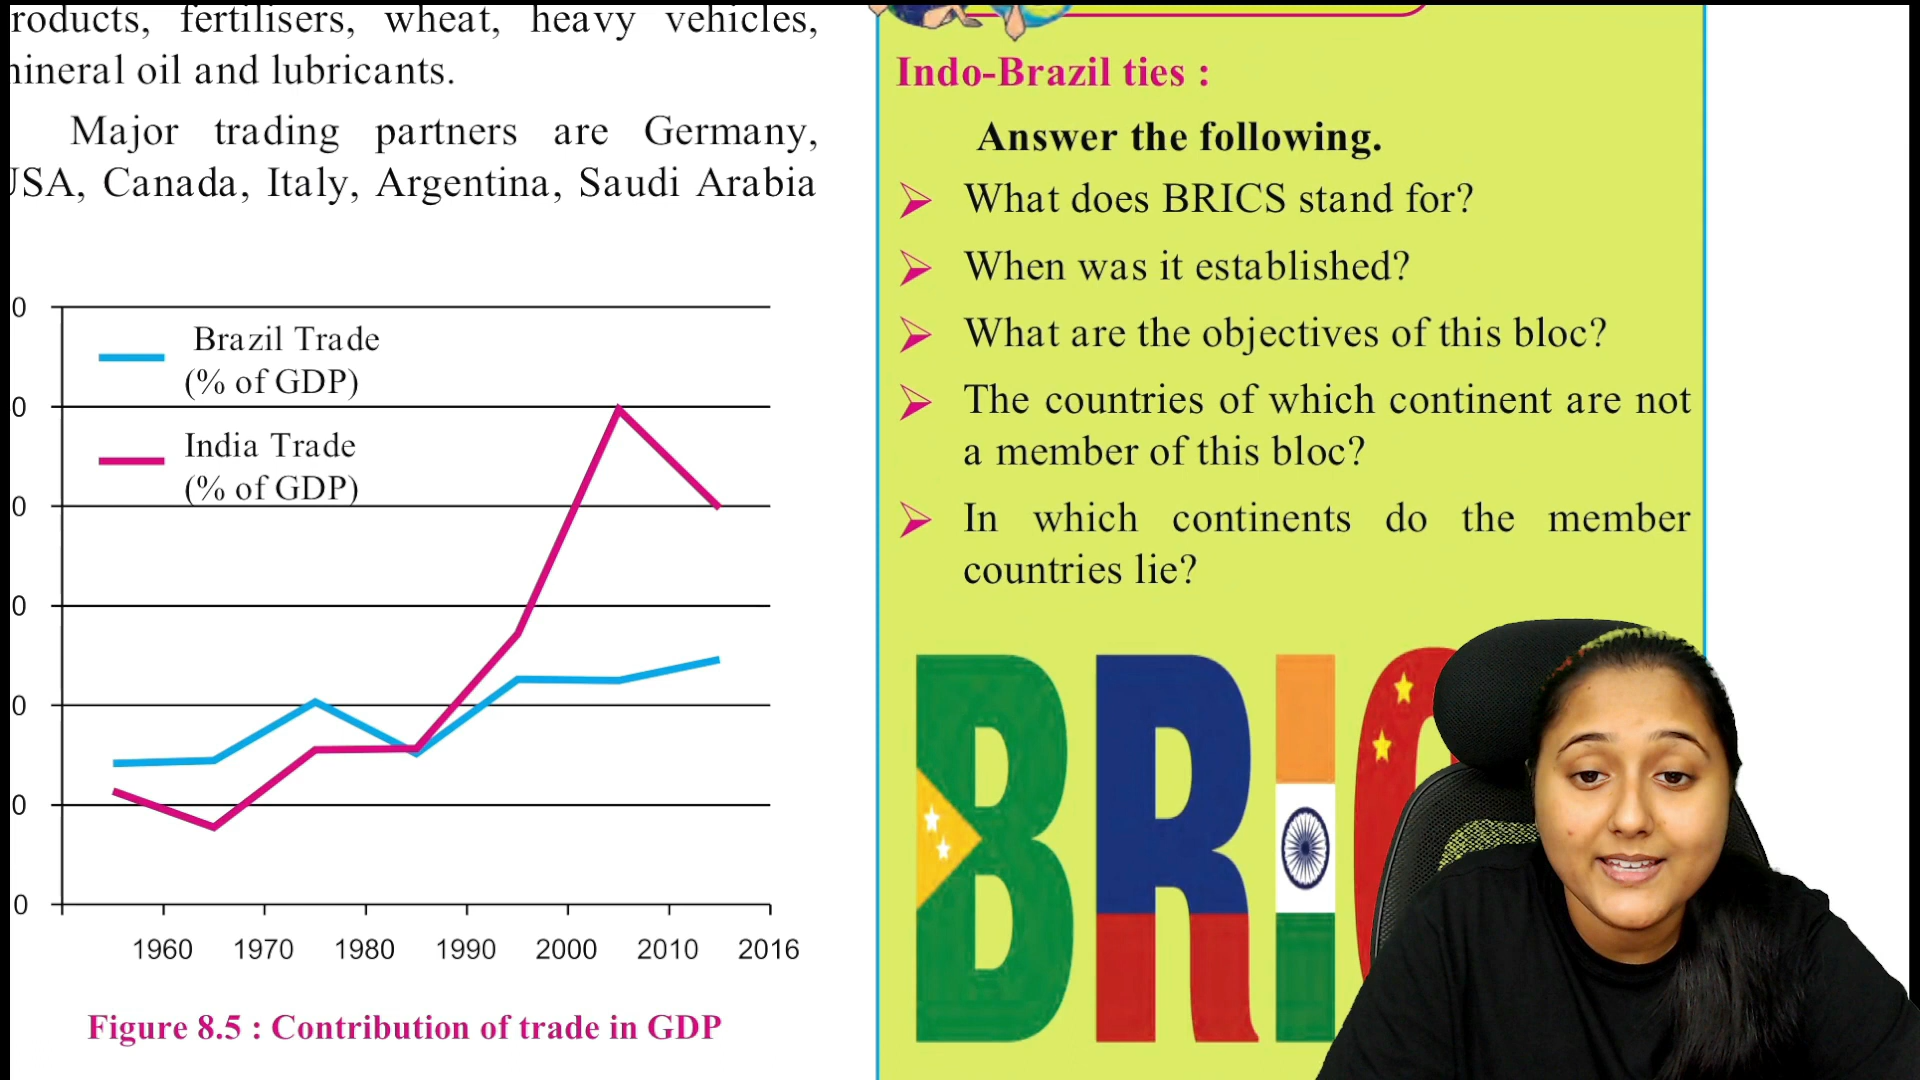 products, fertilisers, wheat, heavy vehicles,
mineral oil and lubricants.
Major trading partners are Germany,
USA, Canada, Italy, Argentina, Saudi Arabia
0
Brazil Trade
(% of GDP)
0
India Trade
(% of GDP)
0
0
0
0
0
1960 1970 1980 1990 2000 2010 2016
Figure 8.5 : Contribution of trade in GDP
Indo-Brazil ties :
Answer the following.
➢ What does BRICS stand for?
➢ When was it established?
➢ What are the objectives of this bloc?
➢ The countries of which continent are not
a member of this bloc?
➢ In which continents do the member
countries lie?
BRIC